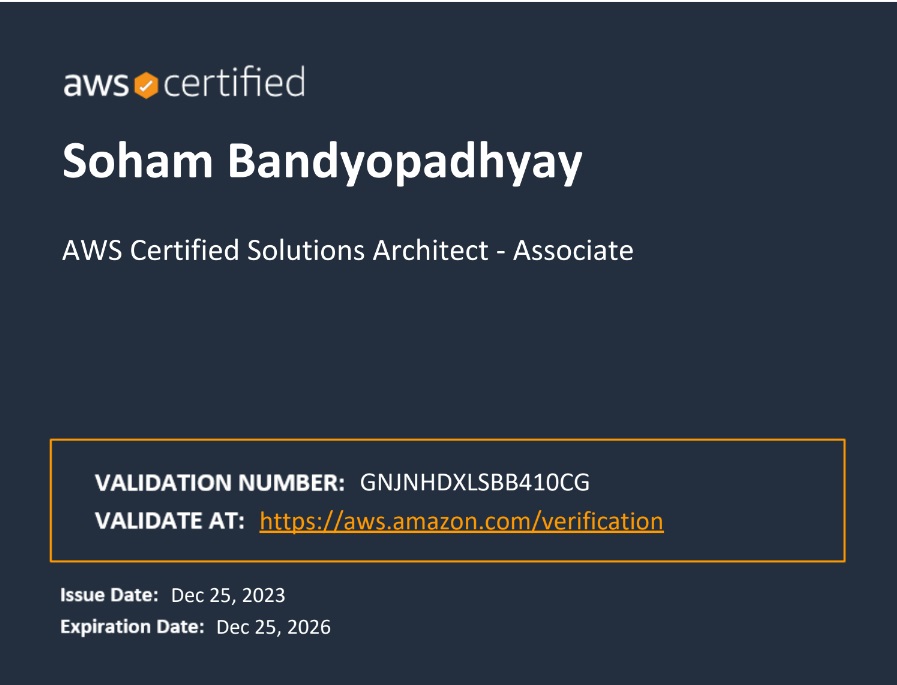 aws certified
Soham Bandyopadhyay
AWS Certified Solutions Architect - Associate
VALIDATION NUMBER: GNJNHDXLSBB410CG
VALIDATE AT: https://aws.amazon.com/verification
Issue Date: Dec 25, 2023
Expiration Date: Dec 25, 2026